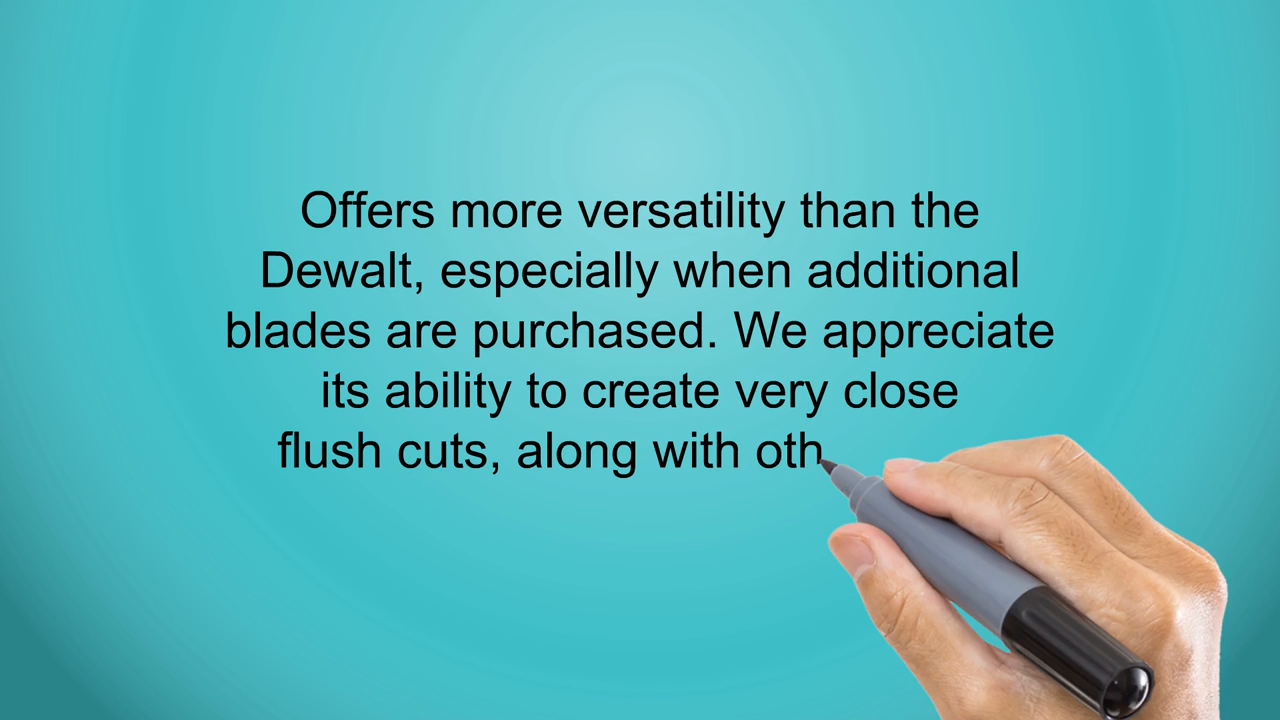 Offers more versatility than the
Dewalt, especially when additional
blades are purchased. We appreciate
its ability to create very close
flush cuts, along with oth